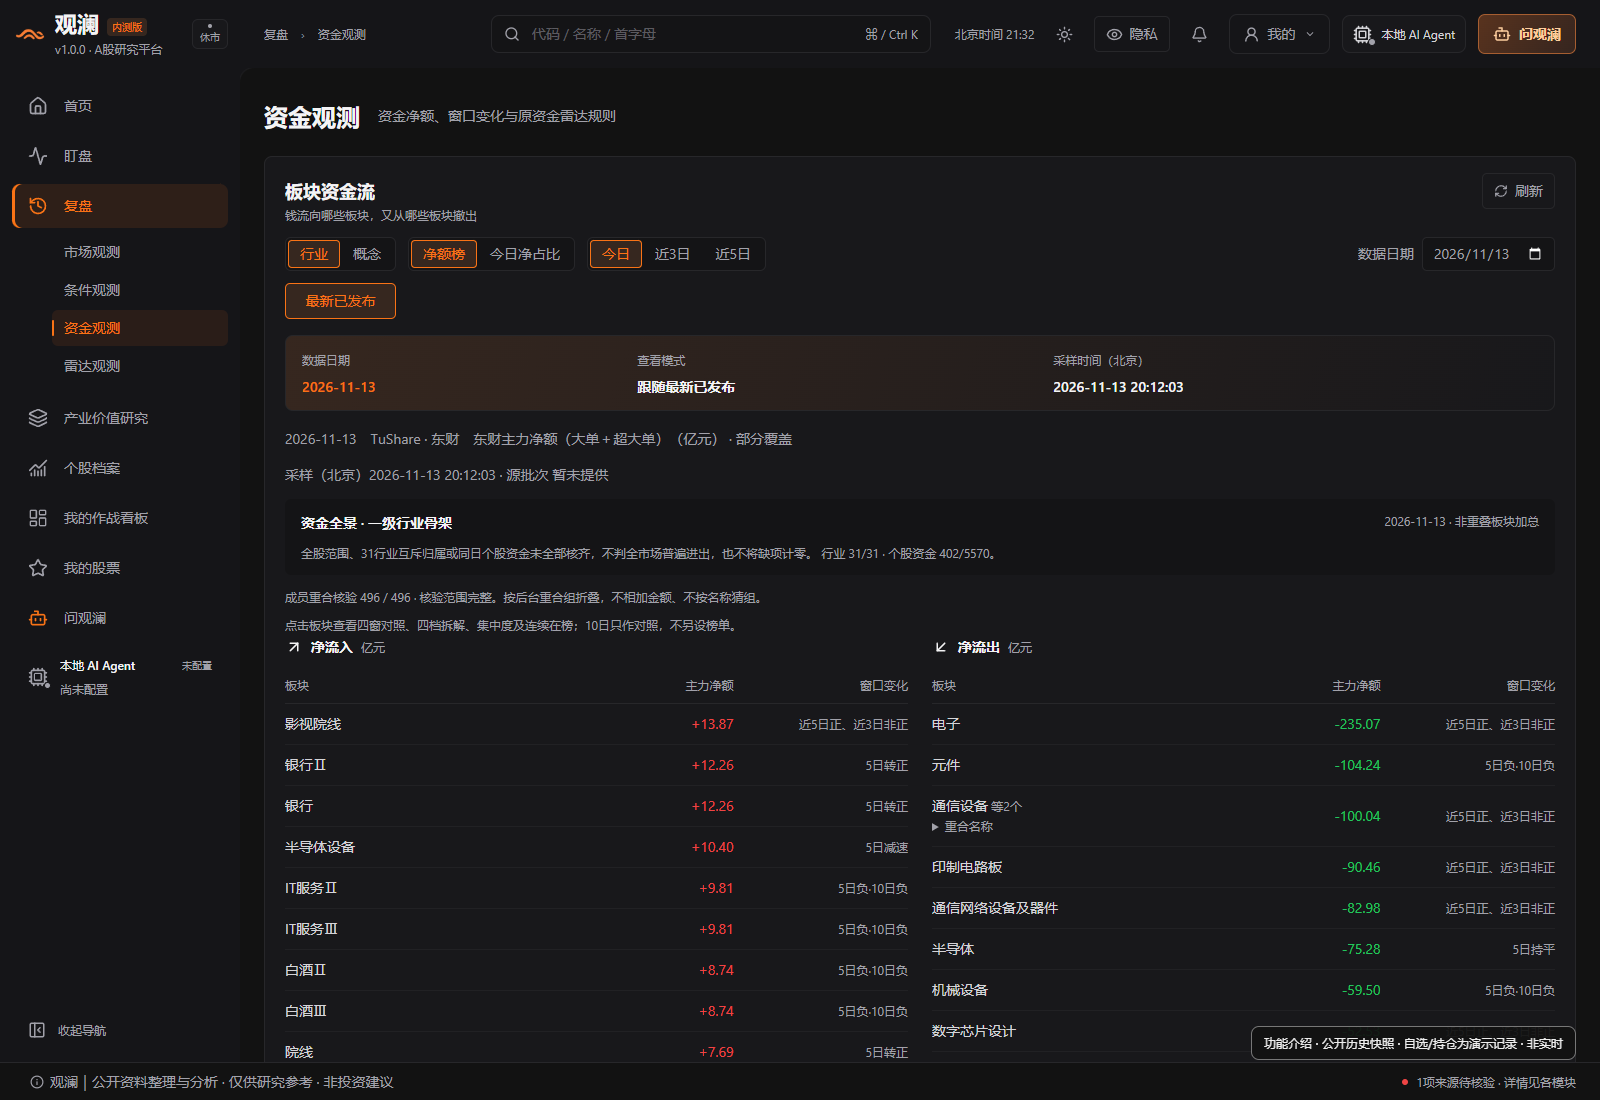 观澜 内测版
v1.0.0 · A股研究平台
休市
复盘 › 资金观测
代码 / 名称 / 首字母
⌘ / Ctrl K
北京时间 21:32
隐私
我的
本地 AI Agent
问观澜
首页
盯盘
复盘
市场观测
条件观测
资金观测
雷达观测
产业价值研究
个股档案
我的作战看板
我的股票
问观澜
本地 AI Agent 未配置
尚未配置
收起导航
资金观测 资金净额、窗口变化与原资金雷达规则
板块资金流
钱流向哪些板块，又从哪些板块撤出
刷新
行业 概念 净额榜 今日净占比 今日 近3日 近5日
数据日期 2026/11/13
最新已发布
数据日期 查看模式 采样时间（北京）
2026-11-13 跟随最新已发布 2026-11-13 20:12:03
2026-11-13 TuShare · 东财 东财主力净额（大单 + 超大单）（亿元） · 部分覆盖
采样（北京）2026-11-13 20:12:03 · 源批次 暂未提供
资金全景 · 一级行业骨架
2026-11-13 · 非重叠板块加总
全股范围、31行业互斥归属或同日个股资金未全部核齐，不判全市场普遍进出，也不将缺项计零。 行业 31/31 · 个股资金 402/5570。
成员重合核验 496 / 496 · 核验范围完整。按后台重合组折叠，不相加金额、不按名称猜组。
点击板块查看四窗对照、四档拆解、集中度及连续在榜；10日只作对照，不另设榜单。
净流入 亿元
板块 主力净额 窗口变化
影视院线 +13.87 近5日正、近3日非正
银行Ⅱ +12.26 5日转正
银行 +12.26 5日转正
半导体设备 +10.40 5日减速
IT服务Ⅱ +9.81 5日负·10日负
IT服务Ⅲ +9.81 5日负·10日负
白酒Ⅱ +8.74 5日负·10日负
白酒Ⅲ +8.74 5日负·10日负
院线 +7.69 5日转正
净流出 亿元
板块 主力净额 窗口变化
电子 -235.07 近5日正、近3日非正
元件 -104.24 5日负·10日负
通信设备 等2个 -100.04 近5日正、近3日非正
▶ 重合名称
印制电路板 -90.46 近5日正、近3日非正
通信网络设备及器件 -82.98 近5日正、近3日非正
半导体 -75.28 5日持平
机械设备 -59.50 5日负·10日负
数字芯片设计
功能介绍 · 公开历史快照 · 自选/持仓为演示记录 · 非实时
观澜 | 公开资料整理与分析 · 仅供研究参考 · 非投资建议
1项来源待核验 · 详情见各模块